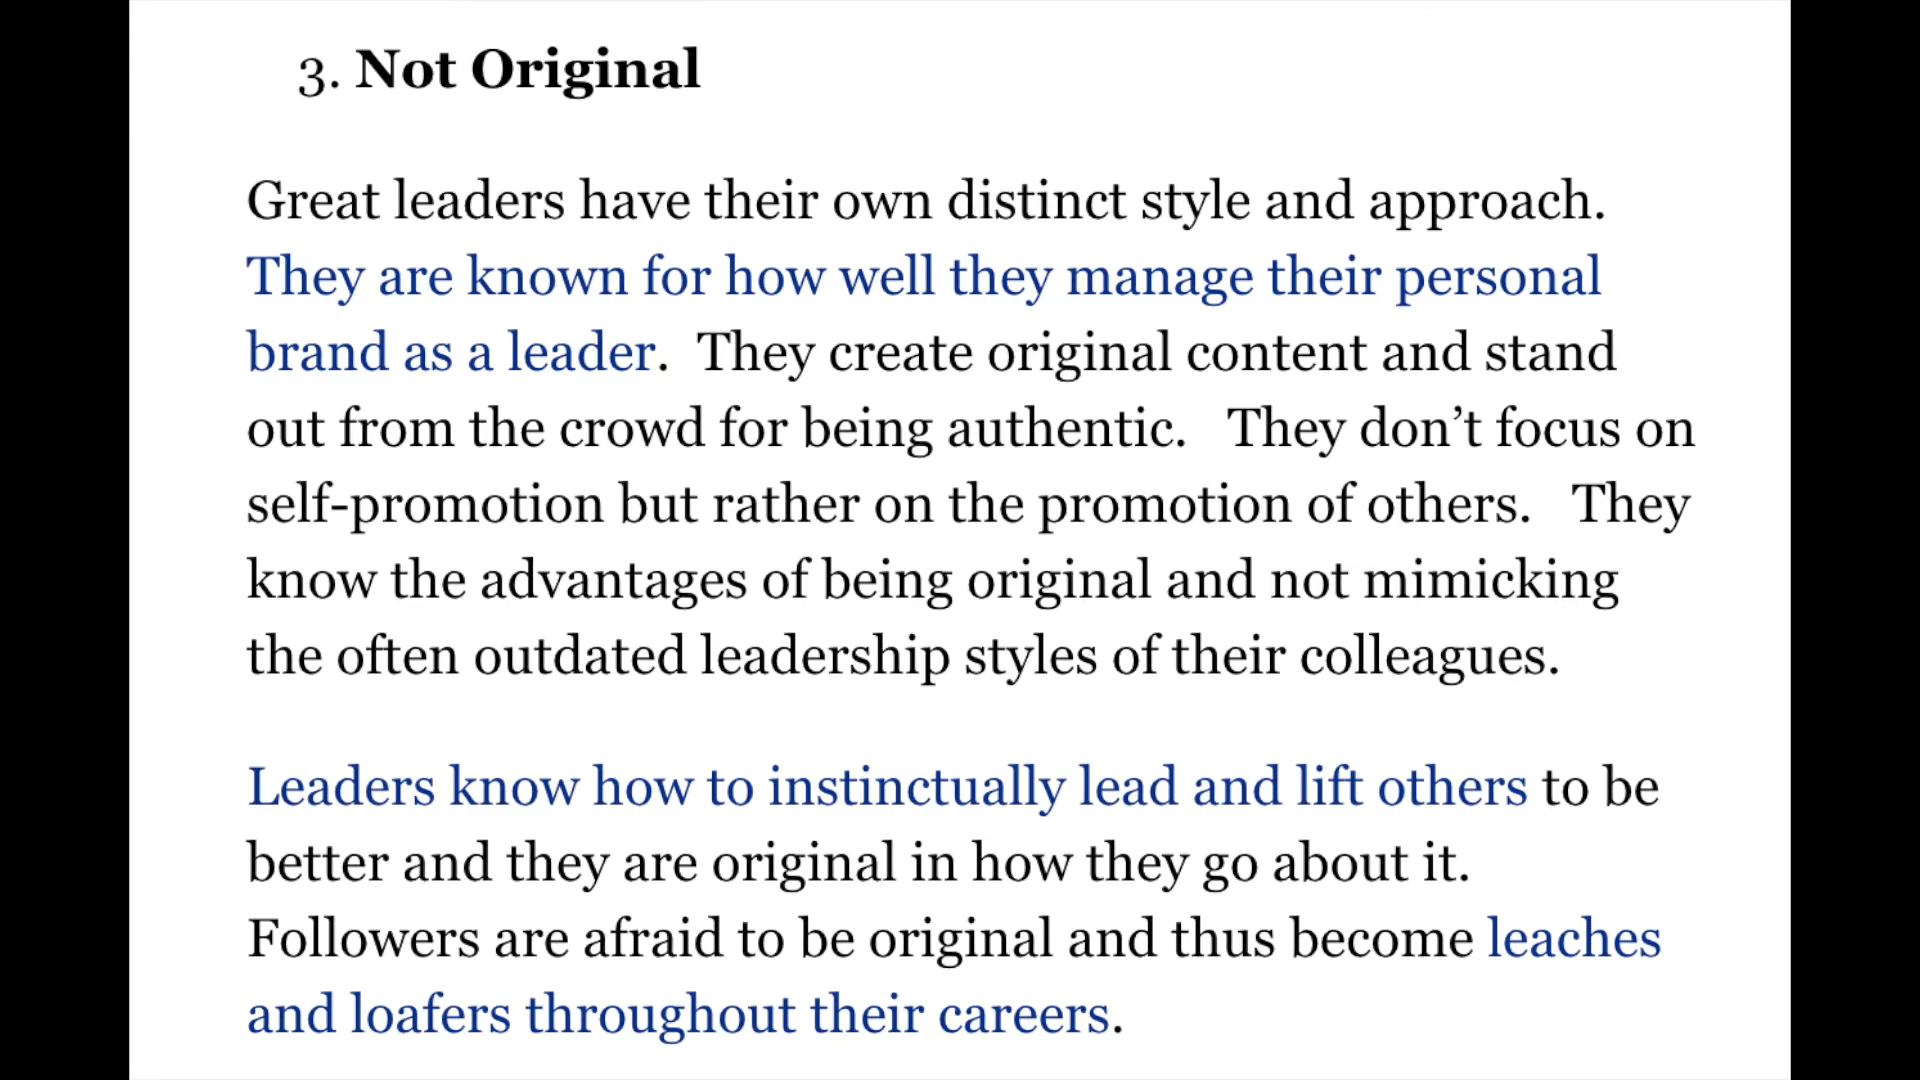 3. Not Original
Great leaders have their own distinct style and approach.
They are known for how well they manage their personal
brand as a leader.  They create original content and stand
out from the crowd for being authentic.   They don’t focus on
self-promotion but rather on the promotion of others.   They
know the advantages of being original and not mimicking
the often outdated leadership styles of their colleagues.
Leaders know how to instinctually lead and lift others to be
better and they are original in how they go about it.
Followers are afraid to be original and thus become leaches
and loafers throughout their careers.